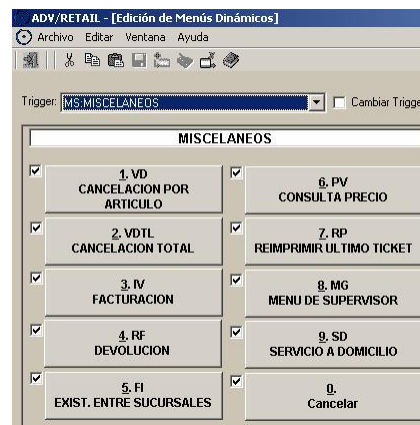 ADV/RETAIL - [Edición de Menús Dinámicos]
Archivo Editar Ventana Ayuda
Trigger: MS:MISCELANEOS Cambiar Trigge
MISCELANEOS
1. VD
CANCELACION POR
ARTICULO
6. PV
CONSULTA PRECIO
2. VDTL
CANCELACION TOTAL
7. RP
REIMPRIMIR ULTIMO TICKET
3. IV
FACTURACION
8. MG
MENU DE SUPERVISOR
4. RF
DEVOLUCION
9. SD
SERVICIO A DOMICILIO
5. FI
EXIST. ENTRE SUCURSALES
0.
Cancelar